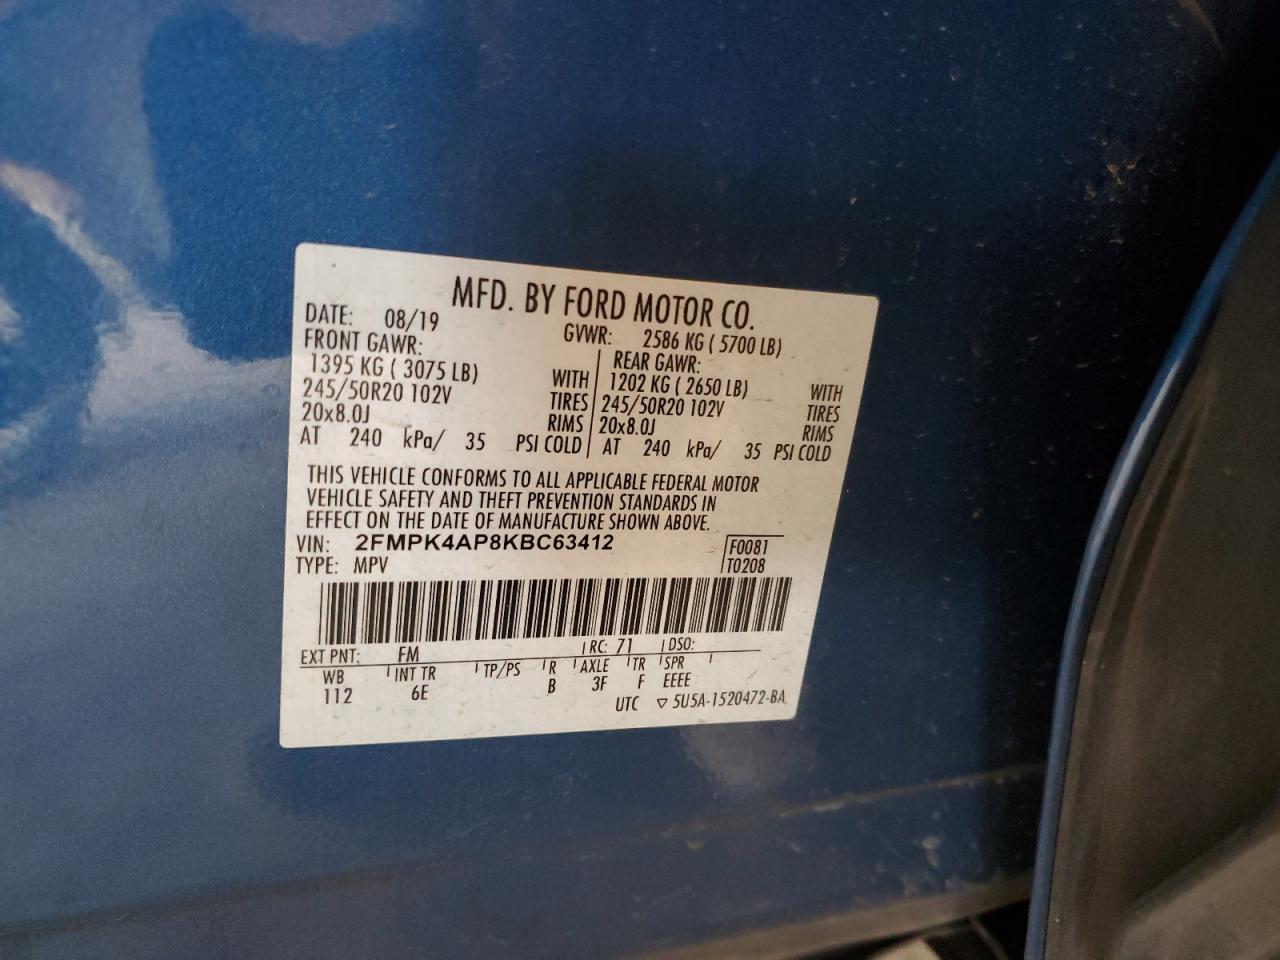 MFD. BY FORD MOTOR CO.
DATE: 08/19 GVWR: 2586 KG ( 5700 LB)
FRONT GAWR: REAR GAWR:
1395 KG ( 3075 LB) WITH 1202 KG ( 2650 LB) WITH
245/50R20 102V TIRES 245/50R20 102V TIRES
20x8.0J RIMS 20x8.0J RIMS
AT 240 kPa/ 35 PSI COLD AT 240 kPa/ 35 PSI COLD
THIS VEHICLE CONFORMS TO ALL APPLICABLE FEDERAL MOTOR
VEHICLE SAFETY AND THEFT PREVENTION STANDARDS IN
EFFECT ON THE DATE OF MANUFACTURE SHOWN ABOVE.
VIN: 2FMPK4AP8KBC63412 F0081
TYPE: MPV T0208
EXT PNT: FM RC: 71 DSO:
WB INT TR TP/PS R AXLE TR SPR
112 6E B 3F F EEEE
UTC ▽ 5U5A-1520472-BA